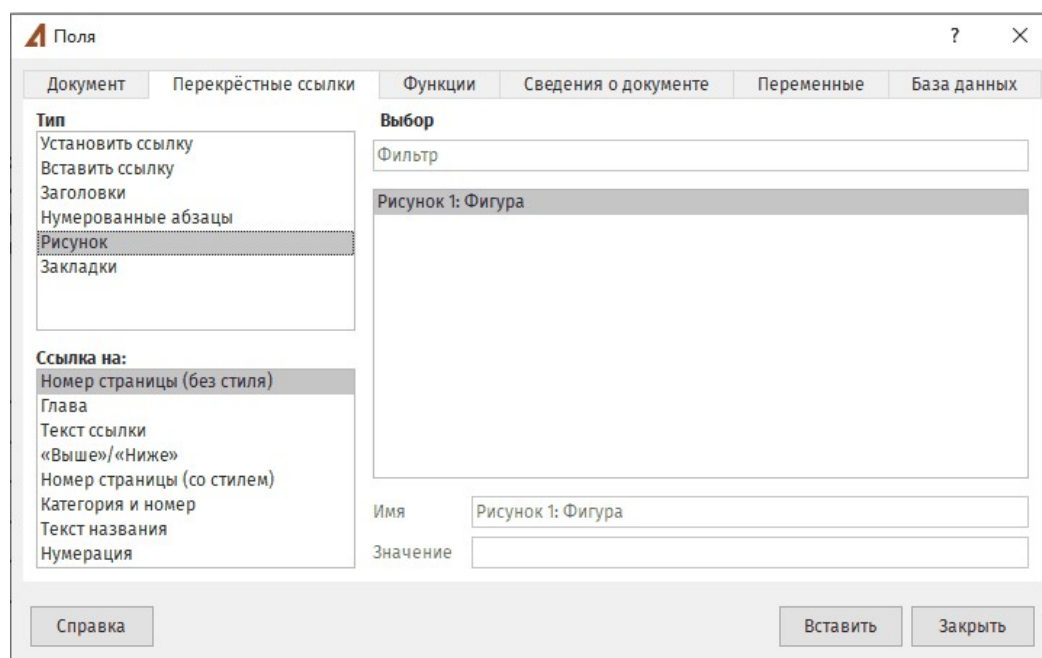 Поля
?
Документ
Перекрёстные ссылки
Функции
Сведения о документе
Переменные
База данных
Тип
Установить ссылку
Вставить ссылку
Заголовки
Нумерованные абзацы
Рисунок
Закладки
Ссылка на:
Номер страницы (без стиля)
Глава
Текст ссылки
«Выше»/«Ниже»
Номер страницы (со стилем)
Категория и номер
Текст названия
Нумерация
Выбор
Фильтр
Рисунок 1: Фигура
Имя
Рисунок 1: Фигура
Значение
Справка
Вставить
Закрыть